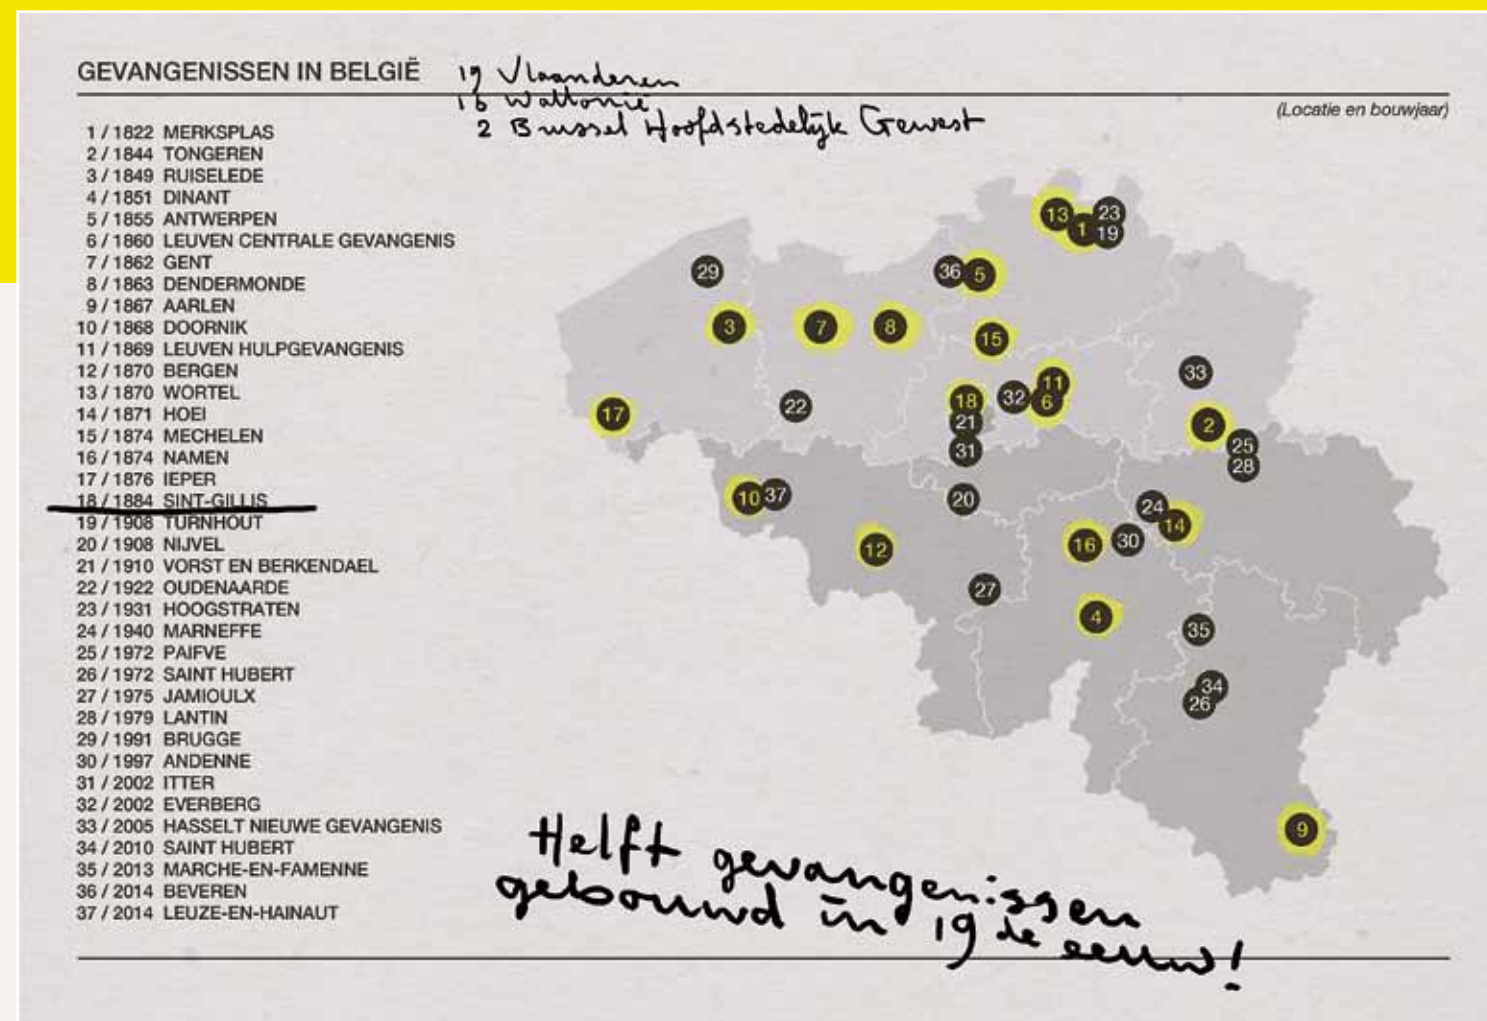 GEVANGENISSEN IN BELGIË
19 Vlaanderen
16 Wallonië
2 Brussel Hoofdstedelijk Gewest
(Locatie en bouwjaar)
1 / 1822 MERKSPLAS
2 / 1844 TONGEREN
3 / 1849 RUISELEDE
4 / 1851 DINANT
5 / 1855 ANTWERPEN
6 / 1860 LEUVEN CENTRALE GEVANGENIS
7 / 1862 GENT
8 / 1863 DENDERMONDE
9 / 1867 AARLEN
10 / 1868 DOORNIK
11 / 1869 LEUVEN HULPGEVANGENIS
12 / 1870 BERGEN
13 / 1870 WORTEL
14 / 1871 HOEI
15 / 1874 MECHELEN
16 / 1874 NAMEN
17 / 1876 IEPER
18 / 1884 SINT-GILLIS
19 / 1908 TURNHOUT
20 / 1908 NIJVEL
21 / 1910 VORST EN BERKENDAEL
22 / 1922 OUDENAARDE
23 / 1931 HOOGSTRATEN
24 / 1940 MARNEFFE
25 / 1972 PAIFVE
26 / 1972 SAINT HUBERT
27 / 1975 JAMIOULX
28 / 1979 LANTIN
29 / 1991 BRUGGE
30 / 1997 ANDENNE
31 / 2002 ITTER
32 / 2002 EVERBERG
33 / 2005 HASSELT NIEUWE GEVANGENIS
34 / 2010 SAINT HUBERT
35 / 2013 MARCHE-EN-FAMENNE
36 / 2014 BEVEREN
37 / 2014 LEUZE-EN-HAINAUT
13 23
1 19
29 36 5
3 7 8
15
33
11
32 6
18
17 22
21
2
25
31
28
10 37 20
24
14
12 16 30
27
4
35
34
26
9
Helft gevangenissen
gebouwd in 19de eeuw!